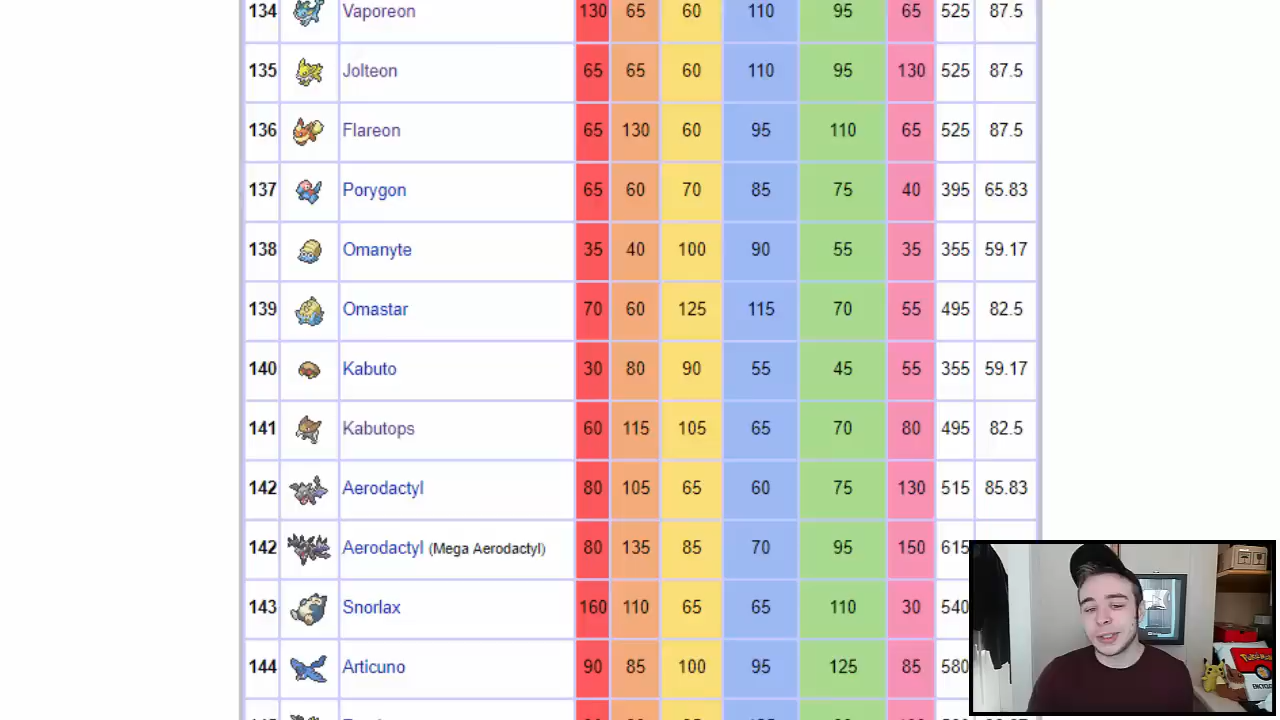 134 Vaporeon 130 65 60 110 95 65 525 87.5
135 Jolteon 65 65 60 110 95 130 525 87.5
136 Flareon 65 130 60 95 110 65 525 87.5
137 Porygon 65 60 70 85 75 40 395 65.83
138 Omanyte 35 40 100 90 55 35 355 59.17
139 Omastar 70 60 125 115 70 55 495 82.5
140 Kabuto 30 80 90 55 45 55 355 59.17
141 Kabutops 60 115 105 65 70 80 495 82.5
142 Aerodactyl 80 105 65 60 75 130 515 85.83
142 Aerodactyl (Mega Aerodactyl) 80 135 85 70 95 150 615
143 Snorlax 160 110 65 65 110 30 540
144 Articuno 90 85 100 95 125 85 580